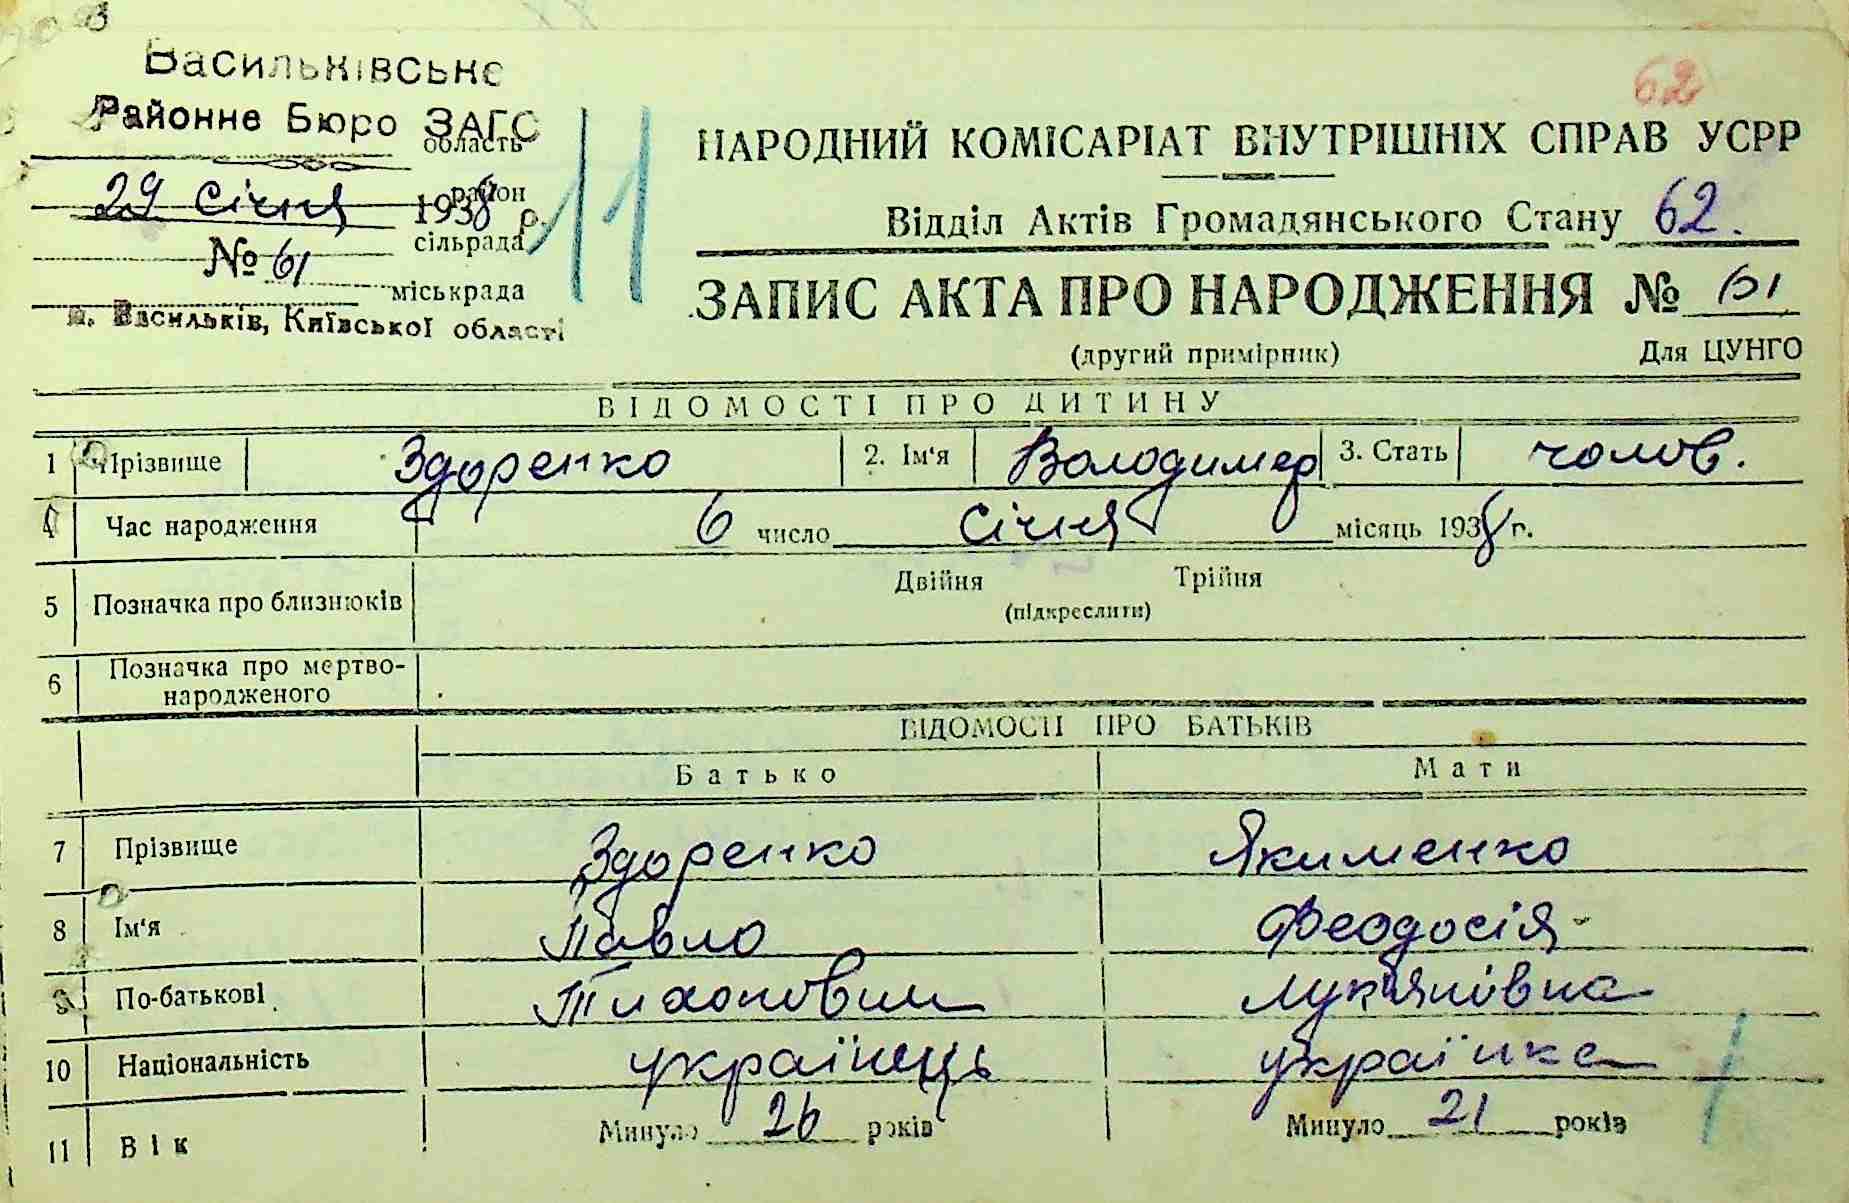 Васильківське
Районне Бюро ЗАГС
область
29 січня 1938 р.
район
сільрада
№ 61
міськрада
м. Васильків, Київської області
11
62
НАРОДНИЙ КОМІСАРІАТ ВНУТРІШНІХ СПРАВ УСРР
Відділ Актів Громадянського Стану 62.
ЗАПИС АКТА ПРО НАРОДЖЕННЯ № 61
(другий примірник) Для ЦУНГО
ВІДОМОСТІ ПРО ДИТИНУ
1 Прізвище Здоренко 2. Ім'я Володимер 3. Стать чолов.
4 Час народження 6 число січня місяць 1938 г.
5 Позначка про близнюків Двійня Трійня
(підкреслити)
6 Позначка про мертво-
народженого
ВІДОМОСТІ ПРО БАТЬКІВ
Батько Мати
7 Прізвище Здоренко Якименко
8 Ім'я Павло Феодосія
9 По-батькові Тихонович Лук'янівна
10 Національність українець українка
11 Вік Минуло 26 років Минуло 21 років